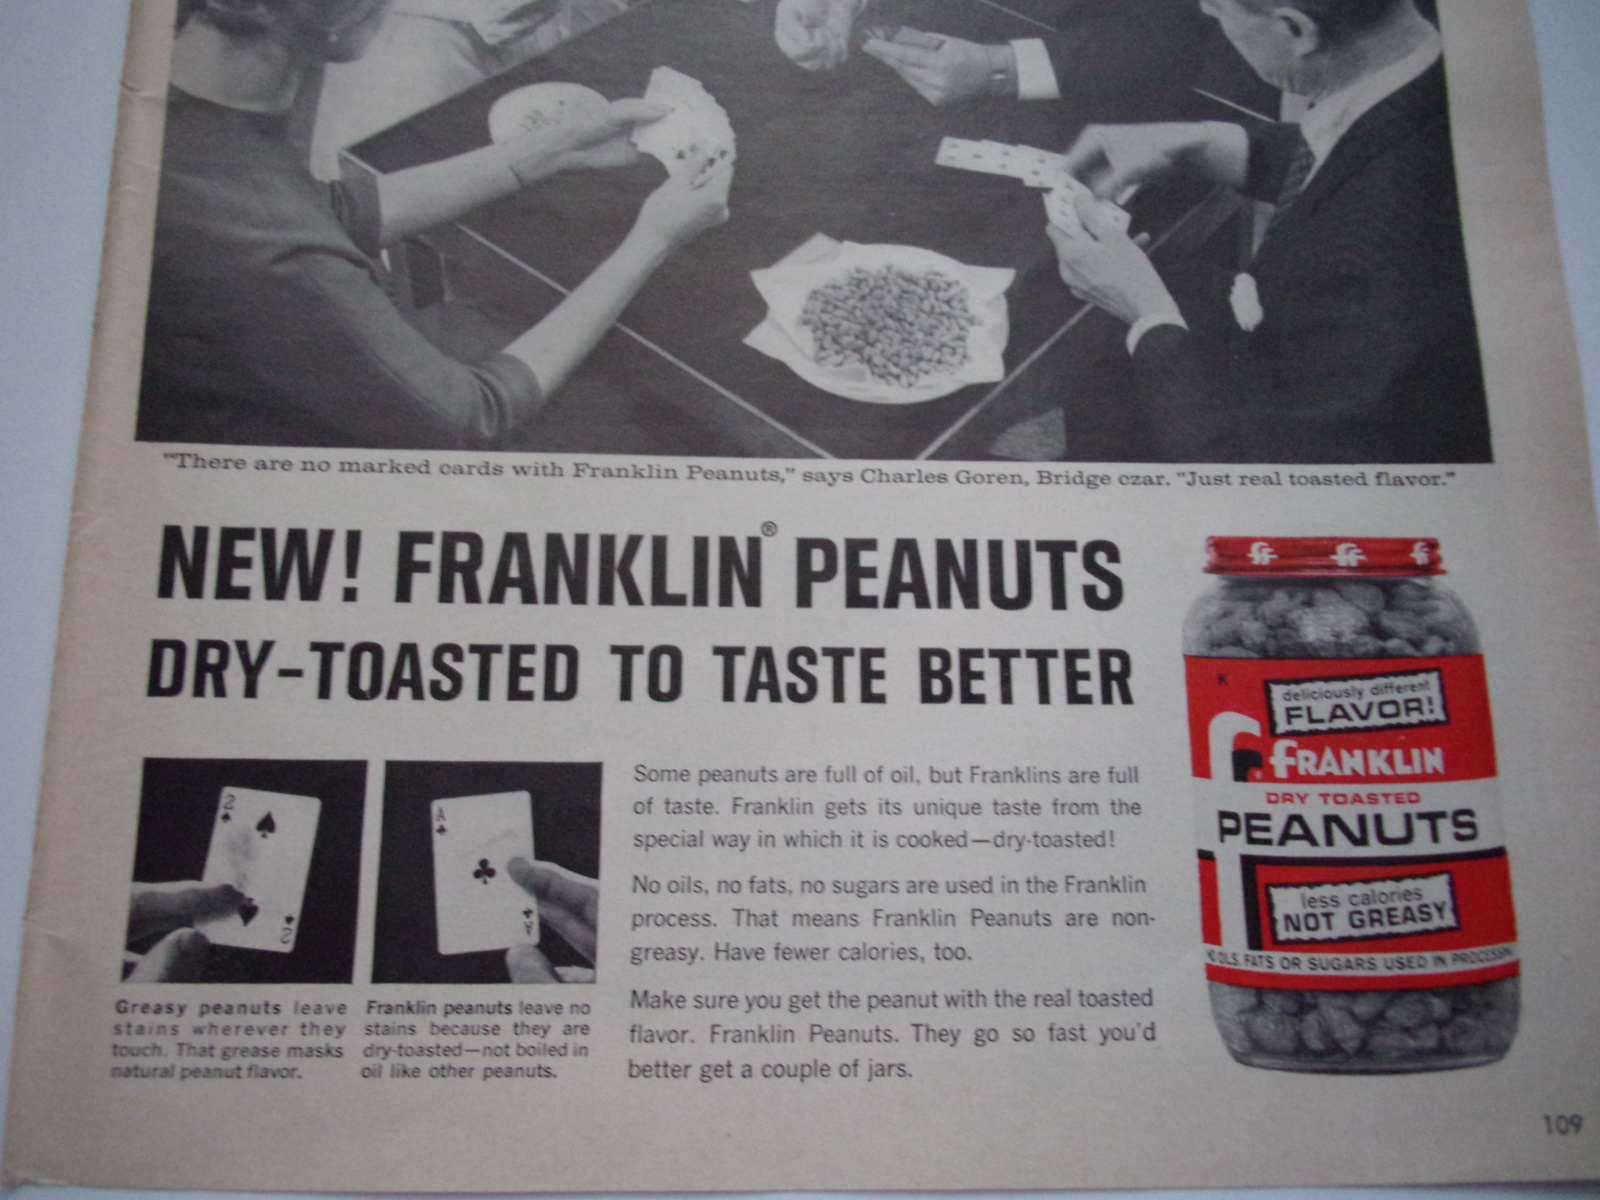 "There are no marked cards with Franklin Peanuts," says Charles Goren, Bridge czar. "Just real toasted flavor."
NEW! FRANKLIN® PEANUTS
DRY-TOASTED TO TASTE BETTER
2
2
A
A
Greasy peanuts leave
stains wherever they
touch. That grease masks
natural peanut flavor.
Franklin peanuts leave no
stains because they are
dry-toasted—not boiled in
oil like other peanuts.
Some peanuts are full of oil, but Franklins are full
of taste. Franklin gets its unique taste from the
special way in which it is cooked—dry-toasted!
No oils, no fats, no sugars are used in the Franklin
process. That means Franklin Peanuts are non-
greasy. Have fewer calories, too.
Make sure you get the peanut with the real toasted
flavor. Franklin Peanuts. They go so fast you'd
better get a couple of jars.
ff ff ff
K
deliciously different
FLAVOR!
f® fRANKLIN
DRY TOASTED
PEANUTS
less calories
NOT GREASY
OILS, FATS OR SUGARS USED IN PROCESSIN
109